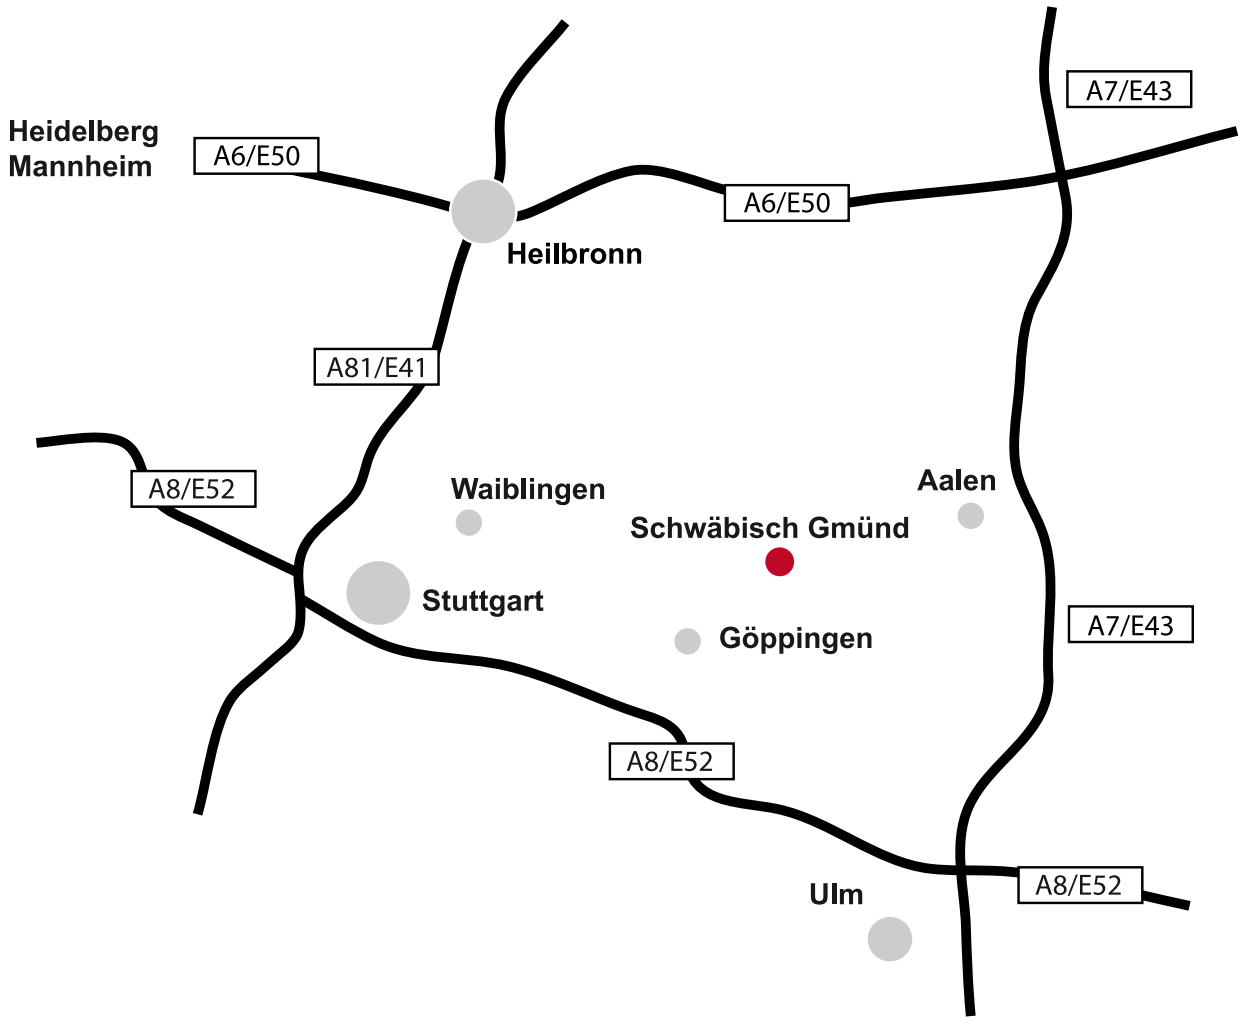 A7/E43
Heidelberg
Mannheim
A6/E50
A6/E50
Heilbronn
A81/E41
A8/E52
Waiblingen
Aalen
Schwäbisch Gmünd
Stuttgart
Göppingen
A7/E43
A8/E52
A8/E52
Ulm